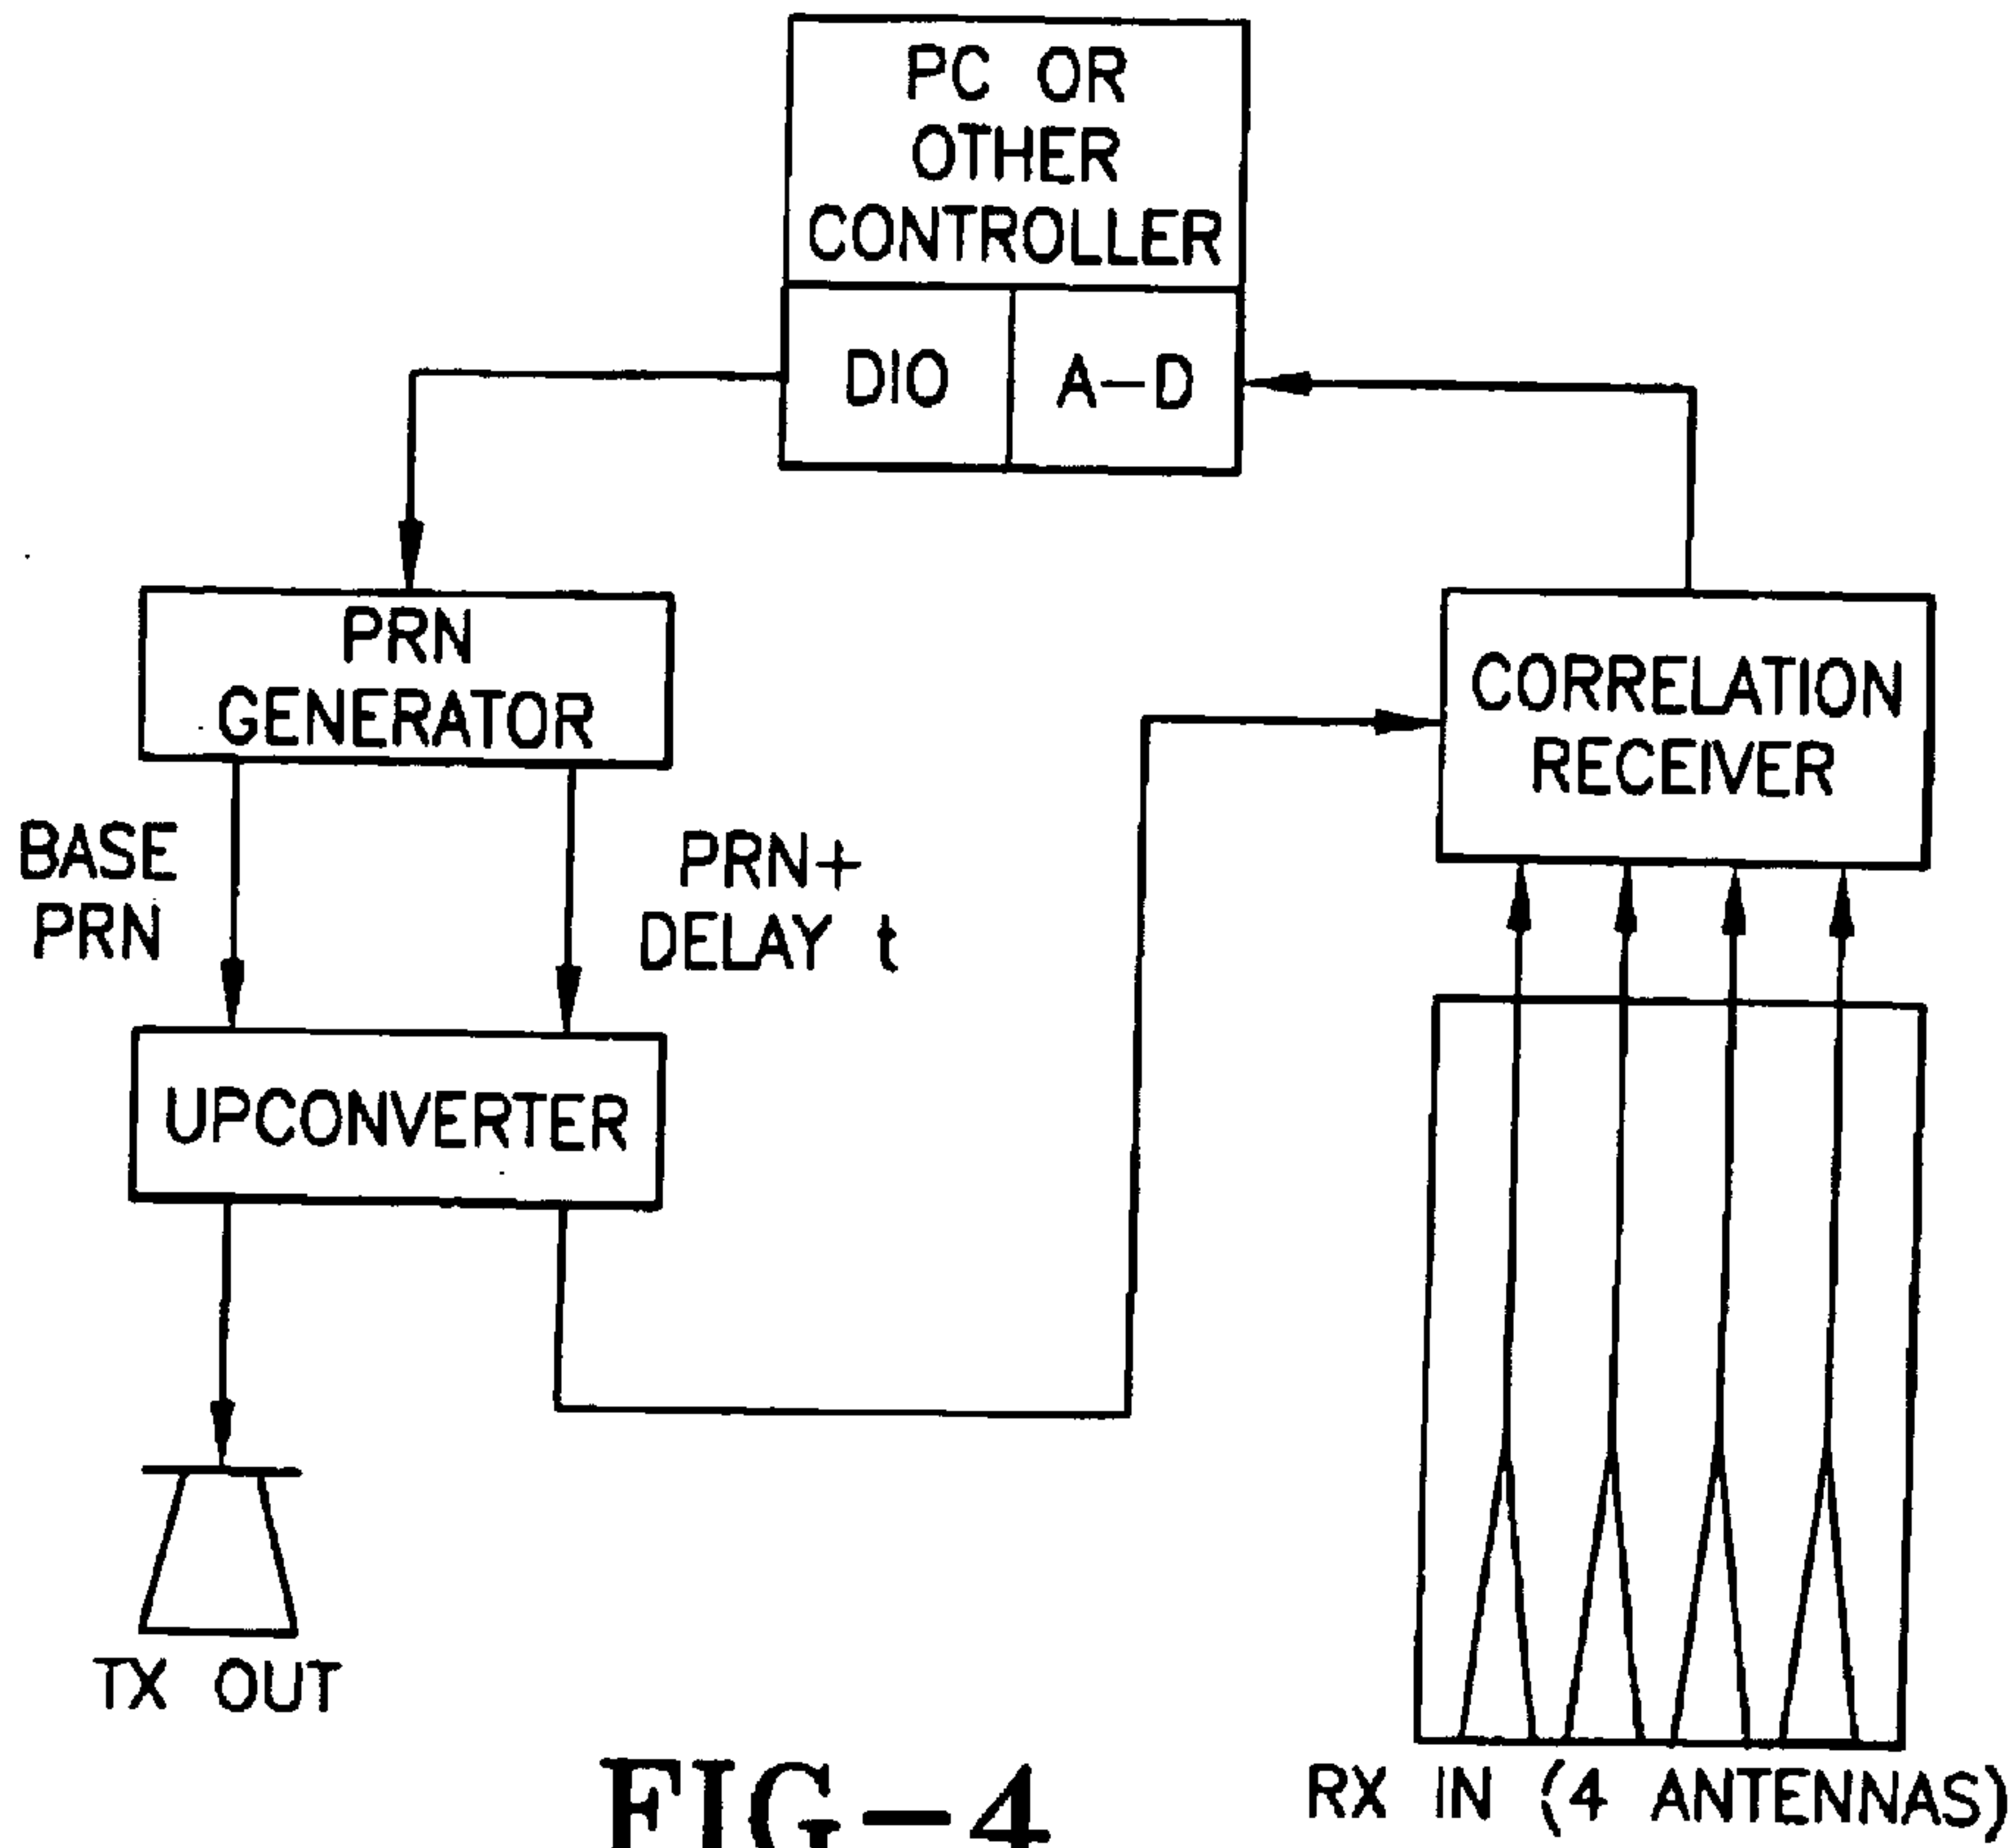 PC OR
OTHER
CONTROLLER
DIO
A-D
PRN
GENERATOR
CORRELATION
RECEIVER
BASE
PRN
PRN+
DELAY t
UPCONVERTER
TX OUT
RX IN (4 ANTENNAS)
FIG-4